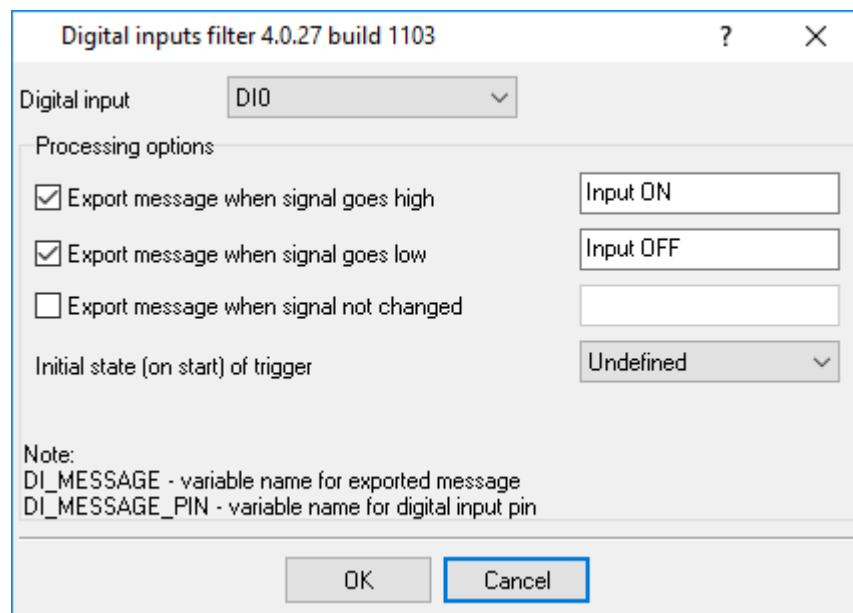 Digital inputs filter 4.0.27 build 1103 ?
Digital input DI0
Processing options
Export message when signal goes high Input ON
Export message when signal goes low Input OFF
Export message when signal not changed
Initial state (on start) of trigger Undefined
Note:
DI_MESSAGE - variable name for exported message
DI_MESSAGE_PIN - variable name for digital input pin
OK Cancel